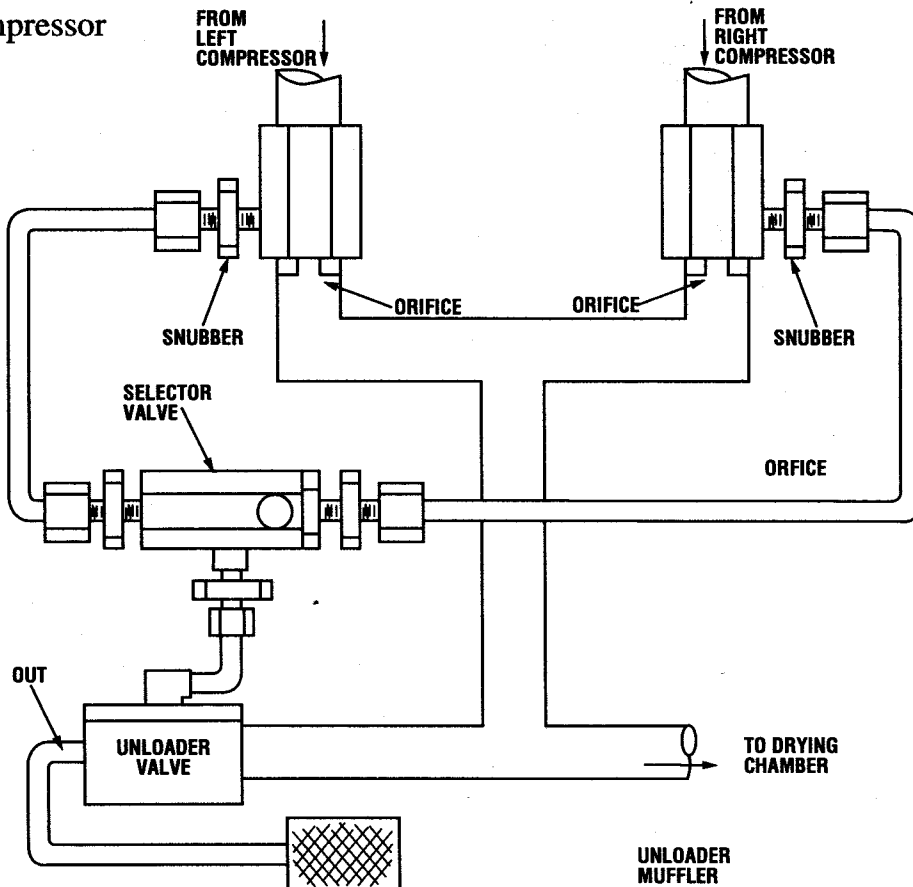 FROM
LEFT
COMPRESSOR
FROM
RIGHT
COMPRESSOR
ORIFICE
ORIFICE
SNUBBER
SNUBBER
SELECTOR
VALVE
ORFICE
OUT
UNLOADER
VALVE
TO DRYING
CHAMBER
UNLOADER
MUFFLER